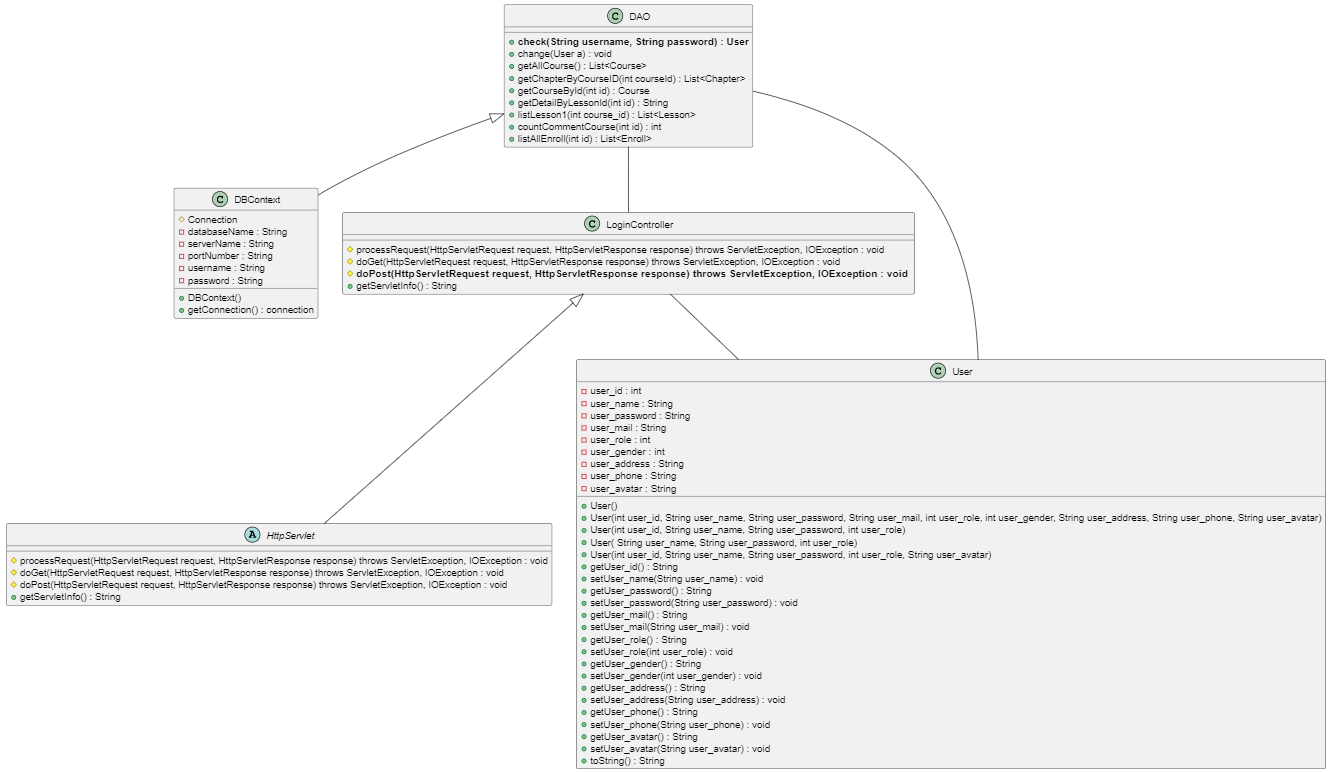 C DAO
check(String username, String password) : User
change(User a) : void
getAllCourse() : List<Course>
getChapterByCourseID(int courseId) : List<Chapter>
getCourseById(int id) : Course
getDetailByLessonId(int id) : String
listLesson1(int course_id) : List<Lesson>
countCommentCourse(int id) : int
listAllEnroll(int id) : List<Enroll>
C DBContext
Connection
databaseName : String
serverName : String
portNumber : String
username : String
password : String
DBContext()
getConnection() : connection
C LoginController
processRequest(HttpServletRequest request, HttpServletResponse response) throws ServletException, IOException : void
doGet(HttpServletRequest request, HttpServletResponse response) throws ServletException, IOException : void
doPost(HttpServletRequest request, HttpServletResponse response) throws ServletException, IOException : void
getServletInfo() : String
C User
user_id : int
user_name : String
user_password : String
user_mail : String
user_role : int
user_gender : int
user_address : String
user_phone : String
user_avatar : String
User()
User(int user_id, String user_name, String user_password, String user_mail, int user_role, int user_gender, String user_address, String user_phone, String user_avatar)
User(int user_id, String user_name, String user_password, int user_role)
User( String user_name, String user_password, int user_role)
User(int user_id, String user_name, String user_password, int user_role, String user_avatar)
getUser_id() : String
setUser_name(String user_name) : void
getUser_password() : String
setUser_password(String user_password) : void
getUser_mail() : String
setUser_mail(String user_mail) : void
getUser_role() : String
setUser_role(int user_role) : void
getUser_gender() : String
setUser_gender(int user_gender) : void
getUser_address() : String
setUser_address(String user_address) : void
getUser_phone() : String
setUser_phone(String user_phone) : void
getUser_avatar() : String
setUser_avatar(String user_avatar) : void
toString() : String
A HttpServlet
processRequest(HttpServletRequest request, HttpServletResponse response) throws ServletException, IOException : void
doGet(HttpServletRequest request, HttpServletResponse response) throws ServletException, IOException : void
doPost(HttpServletRequest request, HttpServletResponse response) throws ServletException, IOException : void
getServletInfo() : String